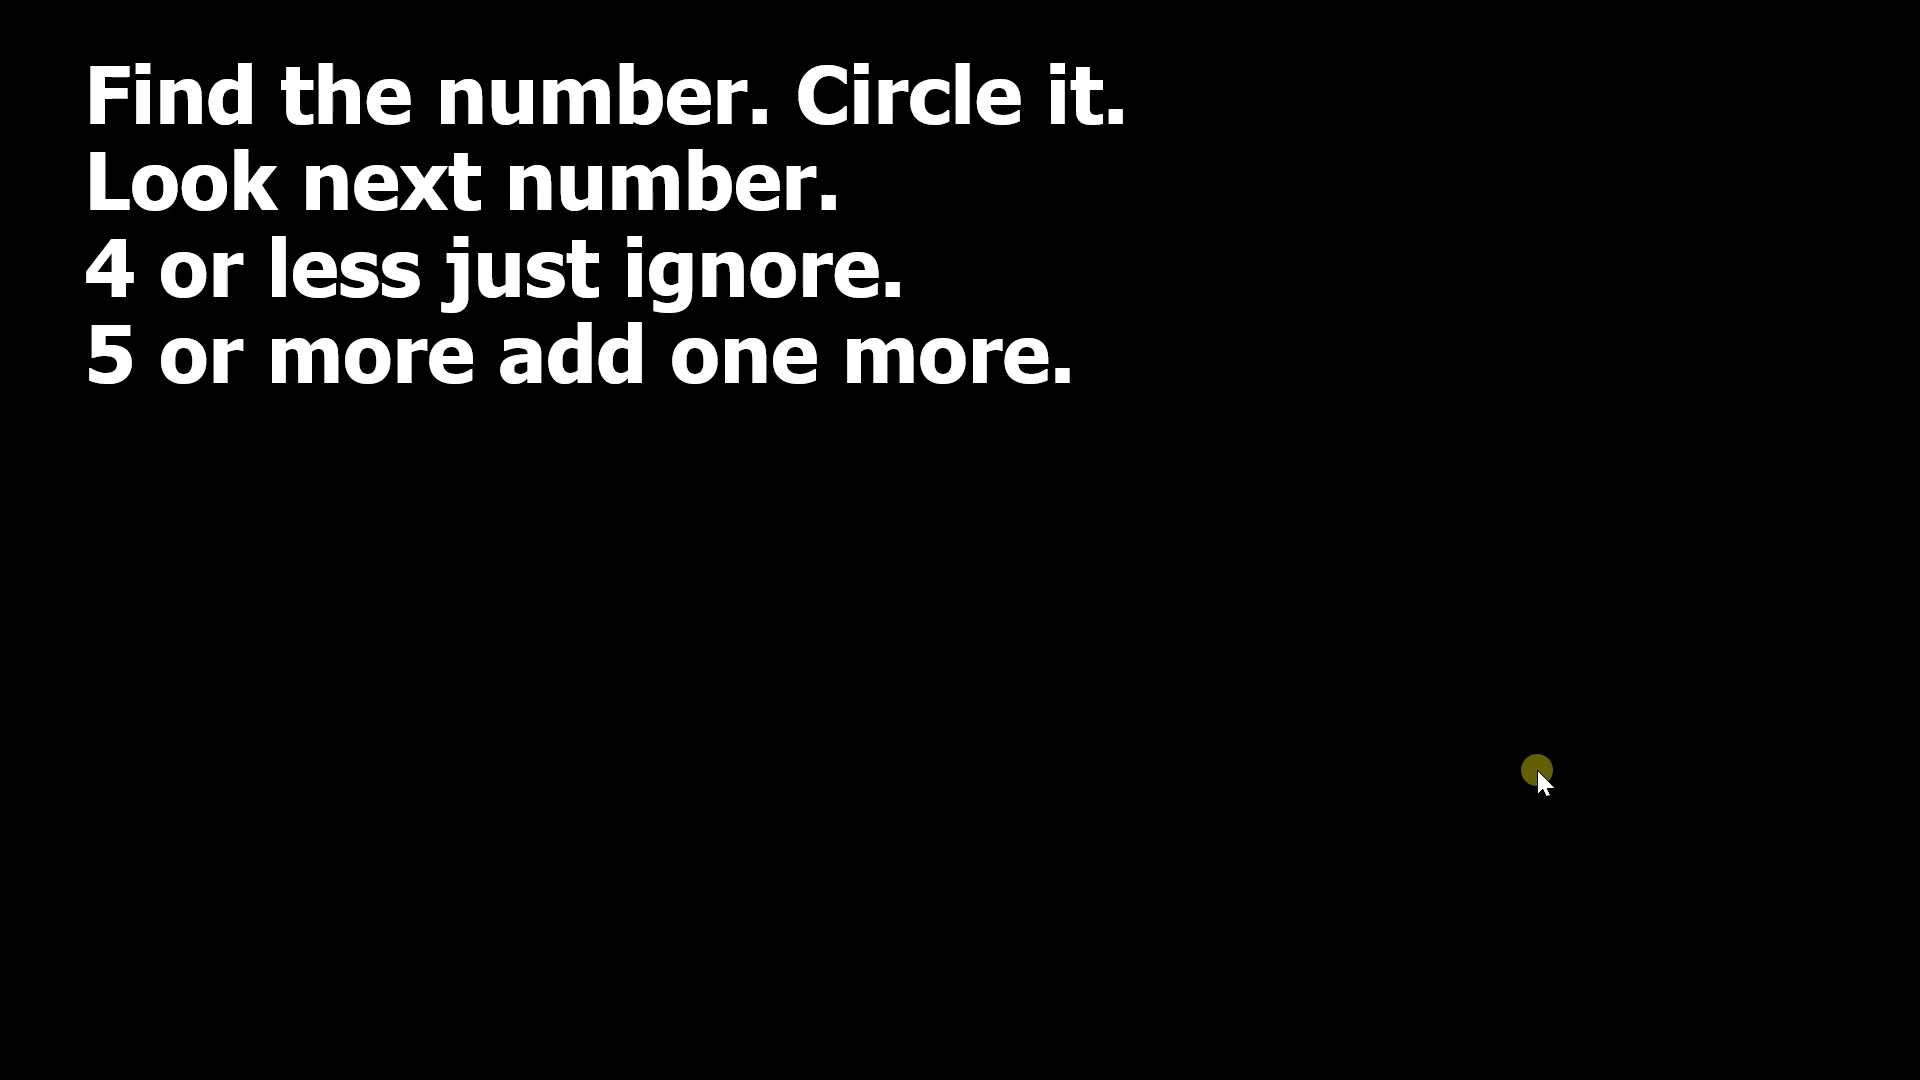 Find the number. Circle it.
Look next number.
4 or less just ignore.
5 or more add one more.